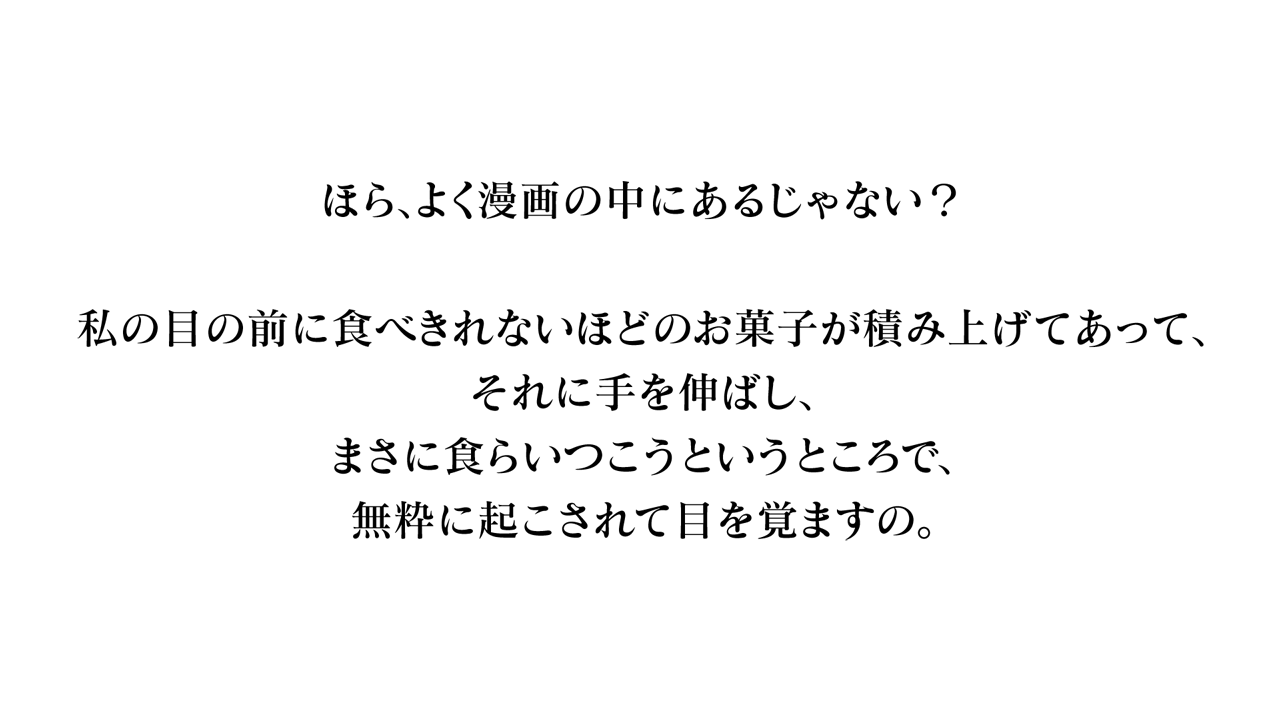 ほら、よく漫画の中にあるじゃない？
私の目の前に食べきれないほどのお菓子が積み上げてあって、
それに手を伸ばし、
まさに食らいつこうというところで、
無粋に起こされて目を覚ますの。